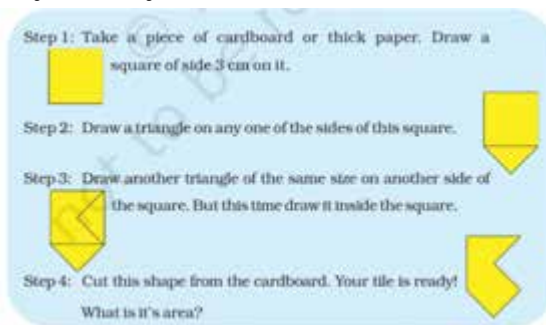 Step 1: Take a piece of cardboard or thick paper. Draw a
square of side 3 cm on it.
Step 2: Draw a triangle on any one of the sides of this square.
Step 3: Draw another triangle of the same size on another side of
the square. But this time draw it inside the square.
Step 4: Cut this shape from the cardboard. Your tile is ready!
What is it's area?